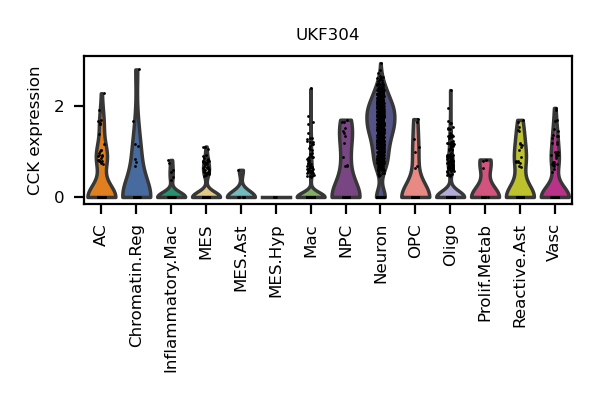 UKF304
CCK expression
2
0
AC
Chromatin.Reg
Inflammatory.Mac
MES
MES.Ast
MES.Hyp
Mac
NPC
Neuron
OPC
Oligo
Prolif.Metab
Reactive.Ast
Vasc